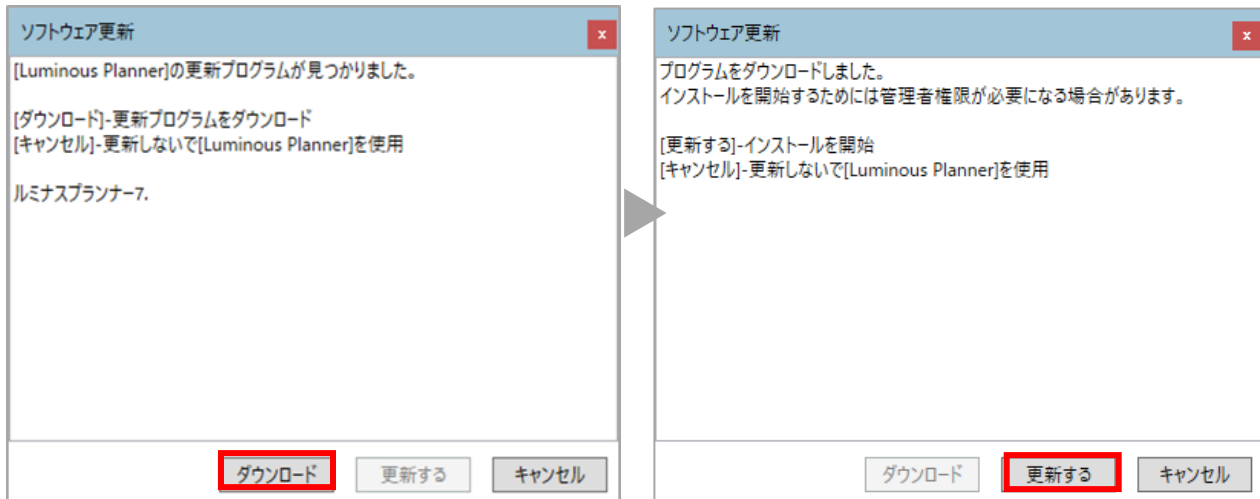 ソフトウェア更新
x
[Luminous Planner]の更新プログラムが見つかりました。
[ダウンロード]-更新プログラムをダウンロード
[キャンセル]-更新しないで[Luminous Planner]を使用
ルミナスプランナー7.
ダウンロード
更新する
キャンセル
ソフトウェア更新
x
プログラムをダウンロードしました。
インストールを開始するためには管理者権限が必要になる場合があります。
[更新する]-インストールを開始
[キャンセル]-更新しないで[Luminous Planner]を使用
ダウンロード
更新する
キャンセル